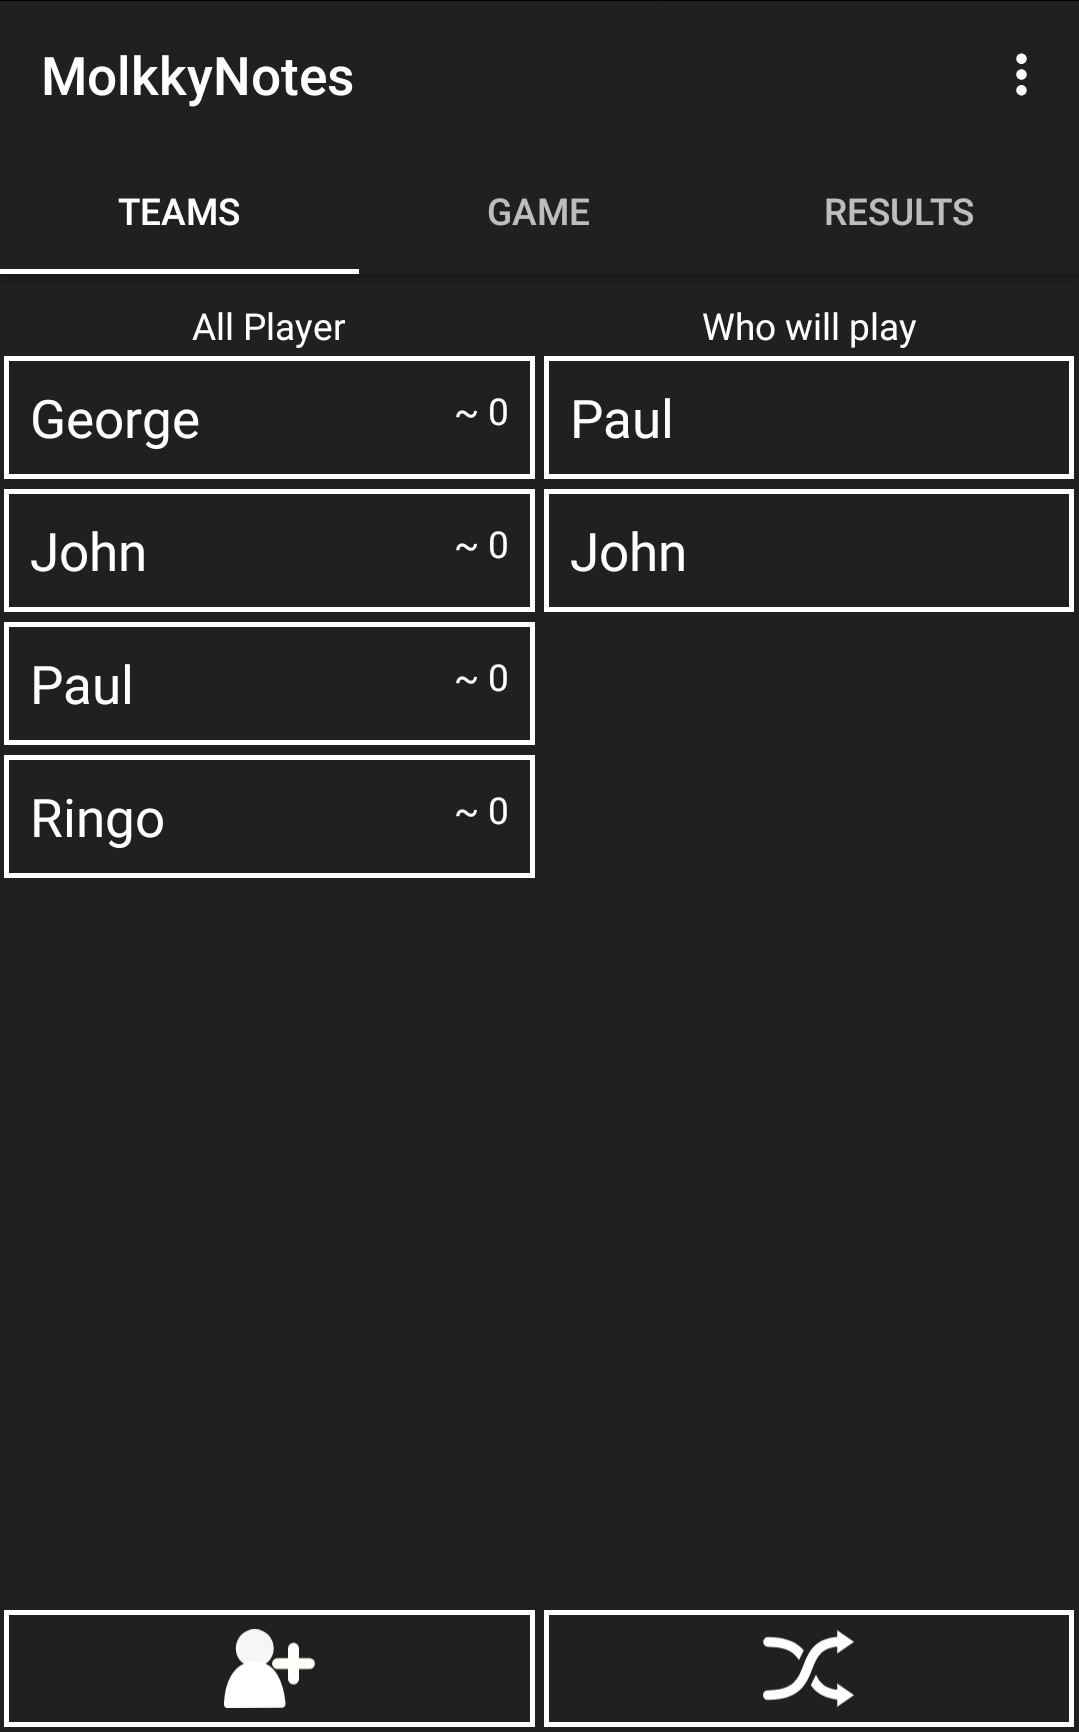 MolkkyNotes
TEAMS
GAME
RESULTS
All Player
Who will play
George ~ 0
Paul
John ~ 0
John
Paul ~ 0
Ringo ~ 0